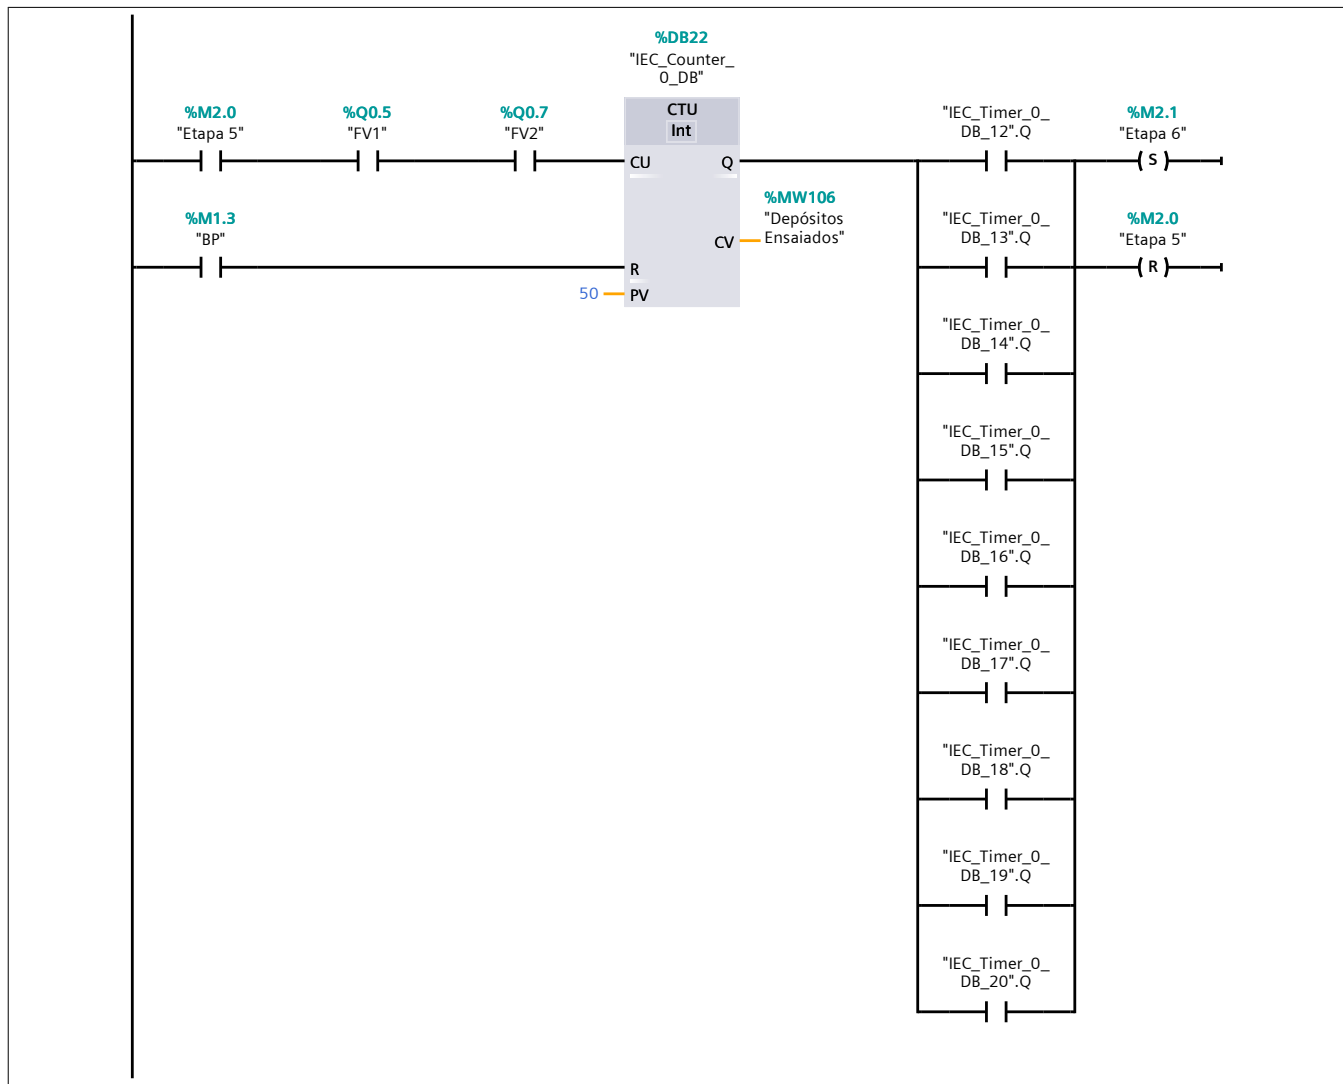 %DB22
"IEC_Counter_
0_DB"
CTU
Int
%M2.0
"Etapa 5"
%Q0.5
"FV1"
%Q0.7
"FV2"
CU
Q
"IEC_Timer_0_
DB_12".Q
%M2.1
"Etapa 6"
S
%M1.3
"BP"
R
50
PV
CV
%MW106
"Depósitos
Ensaiados"
"IEC_Timer_0_
DB_13".Q
%M2.0
"Etapa 5"
R
"IEC_Timer_0_
DB_14".Q
"IEC_Timer_0_
DB_15".Q
"IEC_Timer_0_
DB_16".Q
"IEC_Timer_0_
DB_17".Q
"IEC_Timer_0_
DB_18".Q
"IEC_Timer_0_
DB_19".Q
"IEC_Timer_0_
DB_20".Q